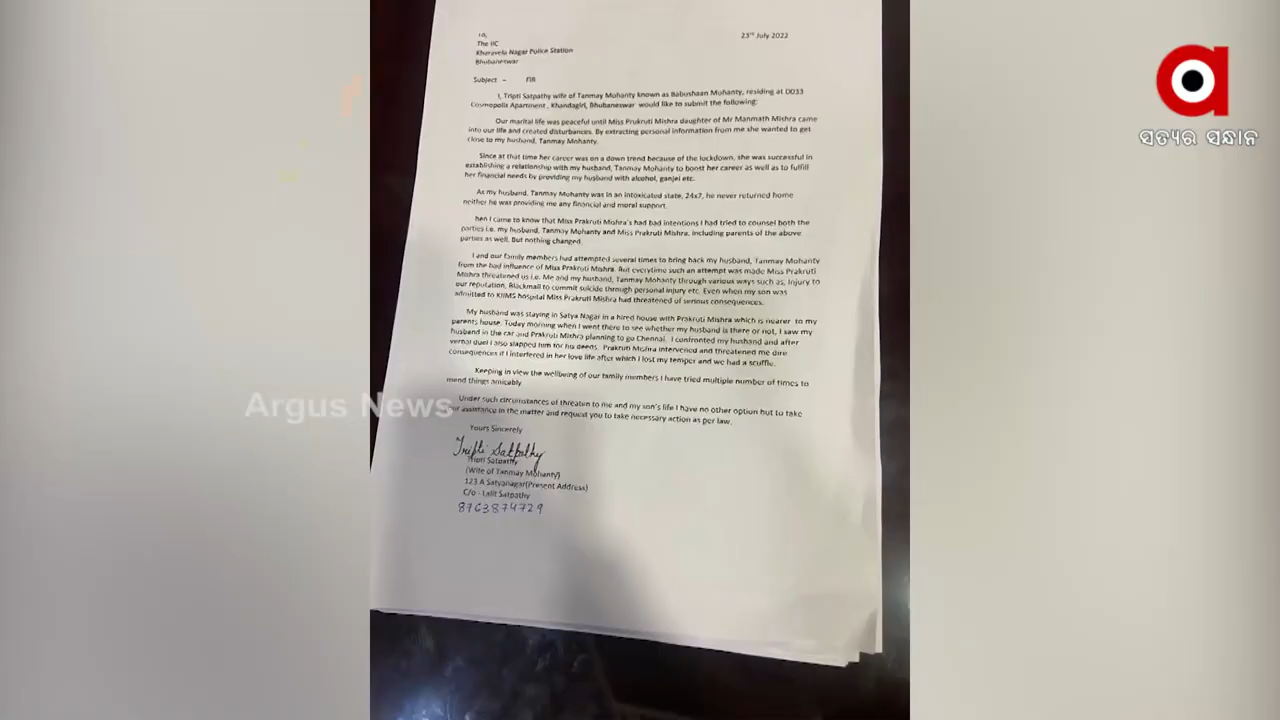 To,
23rd July 2022
The IIC
Kharavela Nagar Police Station
Bhubaneswar
Subject – FIR
I, Tripti Satpathy wife of Tanmay Mohanty known as Babushaan Mohanty, residing at D033
Cosmopolis Apartment, Khandagiri, Bhubaneswar would like to submit the following:
Our marital life was peaceful until Miss Prukruti Mishra daughter of Mr Manmath Mishra came
into our life and created disturbances. By extracting personal information from me she wanted to get
close to my husband, Tanmay Mohanty.
Since at that time her career was on a down trend because of the lockdown, she was successful in
establishing a relationship with my husband, Tanmay Mohanty to boost her career as well as to fulfill
her financial needs by providing my husband with alcohol, ganjei etc.
As my husband, Tanmay Mohanty was in an intoxicated state, 24x7, he never returned home
neither he was providing me any financial and moral support.
hen I came to know that Miss Prakruti Mishra's had bad intentions I had tried to counsel both the
parties i.e. my husband, Tanmay Mohanty and Miss Prakruti Mishra, including parents of the above
parties as well. But nothing changed.
I and our family members had attempted several times to bring back my husband, Tanmay Mohanty
from the bad influence of Miss Prakruti Mishra. But everytime such an attempt was made Miss Prakruti
Mishra threatened us i.e. Me and my husband, Tanmay Mohanty through various ways such as, Injury to
our reputation, Blackmail to commit suicide through personal injury etc. Even when my son was
admitted to KIIMS hospital Miss Prakruti Mishra had threatened of serious consequences.
My husband was staying in Satya Nagar in a hired house with Prakruti Mishra which is nearer to my
parents house. Today morning when I went there to see whether my husband is there or not, I saw my
husband in the car and Prakruti Mishra planning to go Chennai. I confronted my husband and after
verbal duel I also slapped him for his deeds. Prakruti Mishra intervened and threatened me dire
consequences if I interfered in her love life after which I lost my temper and we had a scuffle.
Keeping in view the wellbeing of our family members I have tried multiple number of times to
mend things amicably
Under such circumstances of threaten to me and my son's life I have no other option but to take
our assistance in the matter and request you to take necessary action as per law.
Yours Sincerely
Tripti Satpathy
Tripti Satpathy
(Wife of Tanmay Mohanty)
123 A Satyanagar(Present Address)
C/o - Lalit Satpathy
8763874729
Argus News
ସତ୍ୟର ସନ୍ଧାନ